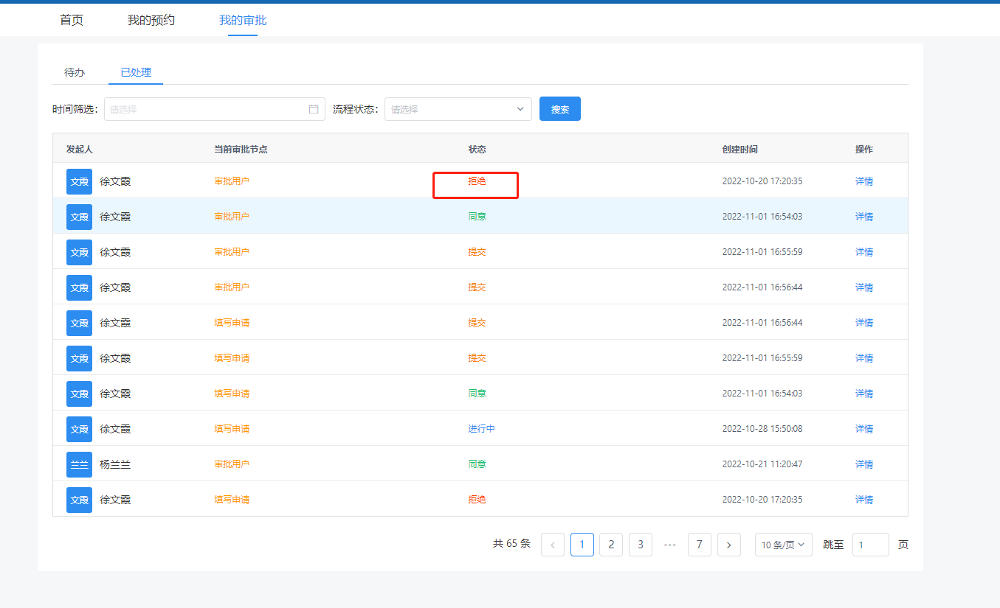 首页 我的预约 我的审批
待办 已处理
时间筛选： 请选择 流程状态： 请选择 搜索
发起人 当前审批节点 状态 创建时间 操作
文霞 徐文霞 审批用户 拒绝 2022-10-20 17:20:35 详情
文霞 徐文霞 审批用户 同意 2022-11-01 16:54:03 详情
文霞 徐文霞 审批用户 提交 2022-11-01 16:55:59 详情
文霞 徐文霞 审批用户 提交 2022-11-01 16:56:44 详情
文霞 徐文霞 填写申请 提交 2022-11-01 16:56:44 详情
文霞 徐文霞 填写申请 提交 2022-11-01 16:55:59 详情
文霞 徐文霞 填写申请 同意 2022-11-01 16:54:03 详情
文霞 徐文霞 填写申请 进行中 2022-10-28 15:50:08 详情
兰兰 杨兰兰 审批用户 同意 2022-10-21 11:20:47 详情
文霞 徐文霞 填写申请 拒绝 2022-10-20 17:20:35 详情
共 65 条 < 1 2 3 ••• 7 > 10 条/页 跳至 1 页